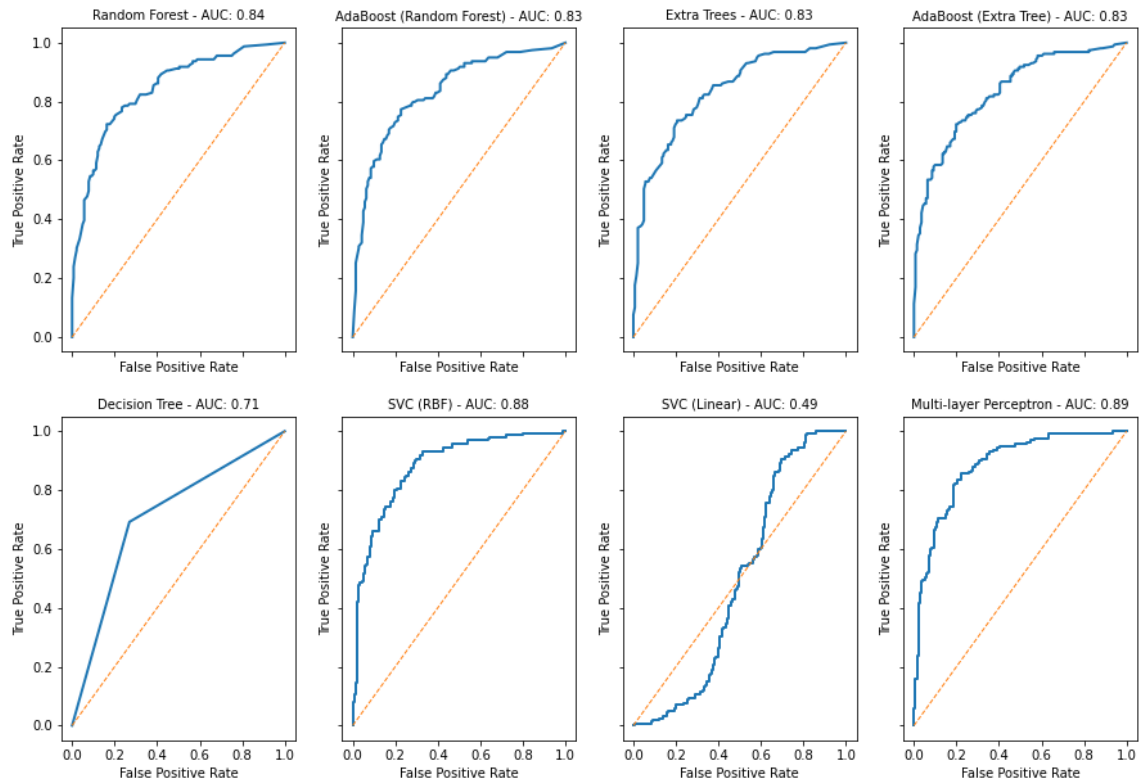 Random Forest - AUC: 0.84
AdaBoost (Random Forest) - AUC: 0.83
Extra Trees - AUC: 0.83
AdaBoost (Extra Tree) - AUC: 0.83
1.0
0.8
0.6
0.4
0.2
0.0
True Positive Rate
True Positive Rate
True Positive Rate
True Positive Rate
False Positive Rate
False Positive Rate
False Positive Rate
False Positive Rate
Decision Tree - AUC: 0.71
SVC (RBF) - AUC: 0.88
SVC (Linear) - AUC: 0.49
Multi-layer Perceptron - AUC: 0.89
1.0
0.8
0.6
0.4
0.2
0.0
True Positive Rate
True Positive Rate
True Positive Rate
True Positive Rate
0.0 0.2 0.4 0.6 0.8 1.0
0.0 0.2 0.4 0.6 0.8 1.0
0.0 0.2 0.4 0.6 0.8 1.0
0.0 0.2 0.4 0.6 0.8 1.0
False Positive Rate
False Positive Rate
False Positive Rate
False Positive Rate